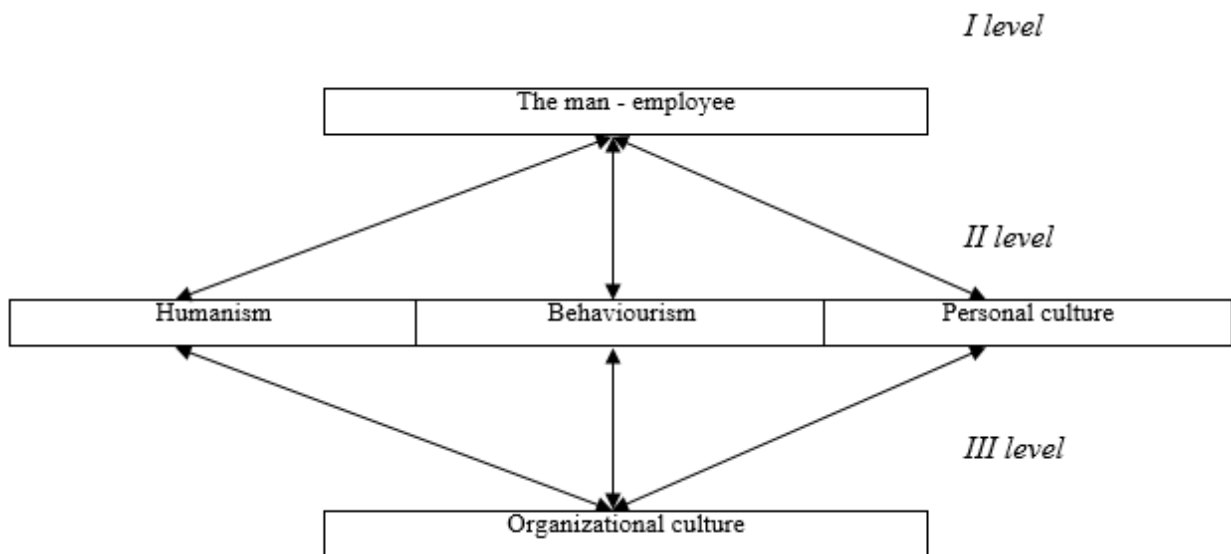 I level
The man - employee
II level
Humanism
Behaviourism
Personal culture
III level
Organizational culture